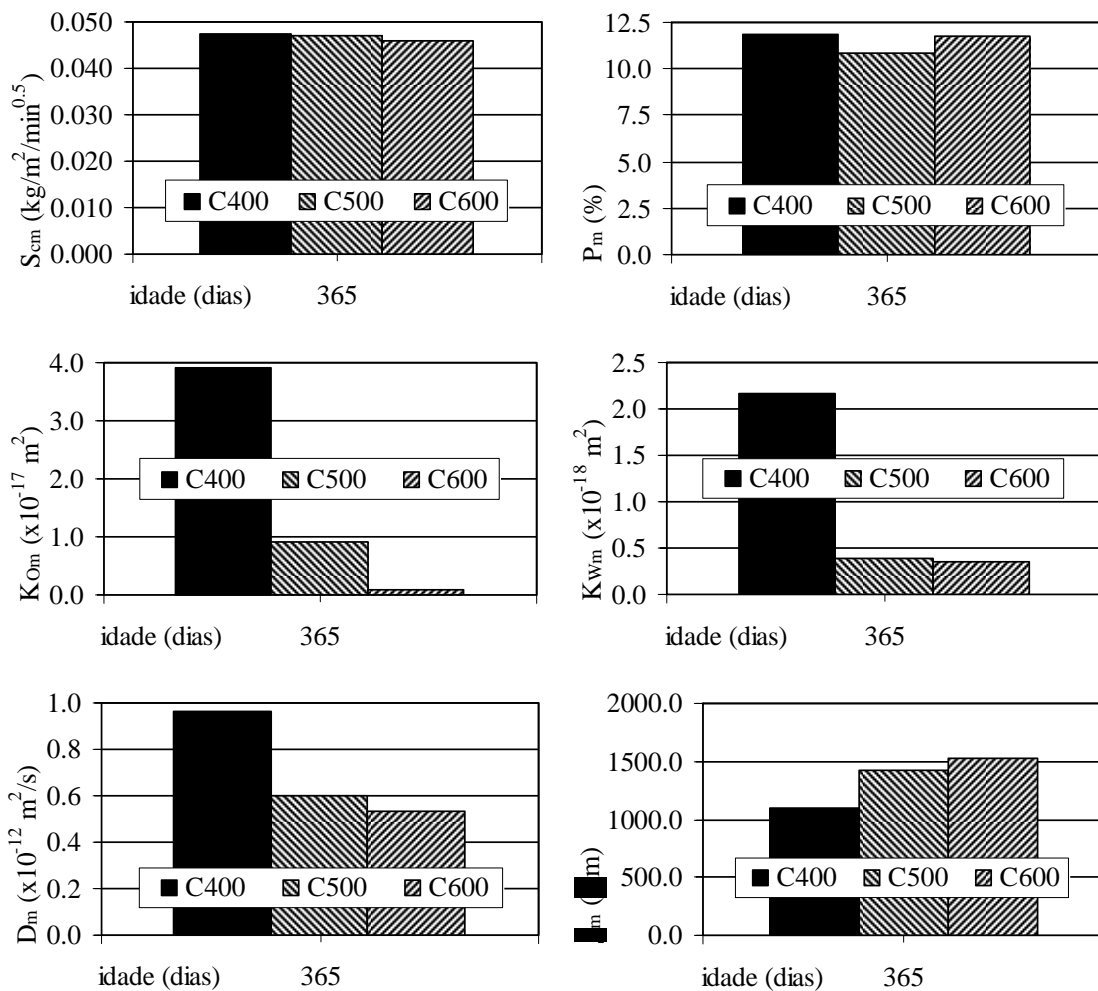 S_cm (kg/m²/min^0.5)
0.050
0.040
0.030
0.020
0.010
0.000
C400 C500 C600
idade (dias) 365
P_m (%)
12.5
10.0
7.5
5.0
2.5
0.0
C400 C500 C600
idade (dias) 365
K_Om (x10^-17 m²)
4.0
3.0
2.0
1.0
0.0
C400 C500 C600
idade (dias) 365
K_Wm (x10^-18 m²)
2.5
2.0
1.5
1.0
0.5
0.0
C400 C500 C600
idade (dias) 365
D_m (x10^-12 m²/s)
1.0
0.8
0.6
0.4
0.2
0.0
C400 C500 C600
idade (dias) 365
2000.0
1500.0
1000.0
500.0
0.0
C400 C500 C600
idade (dias) 365